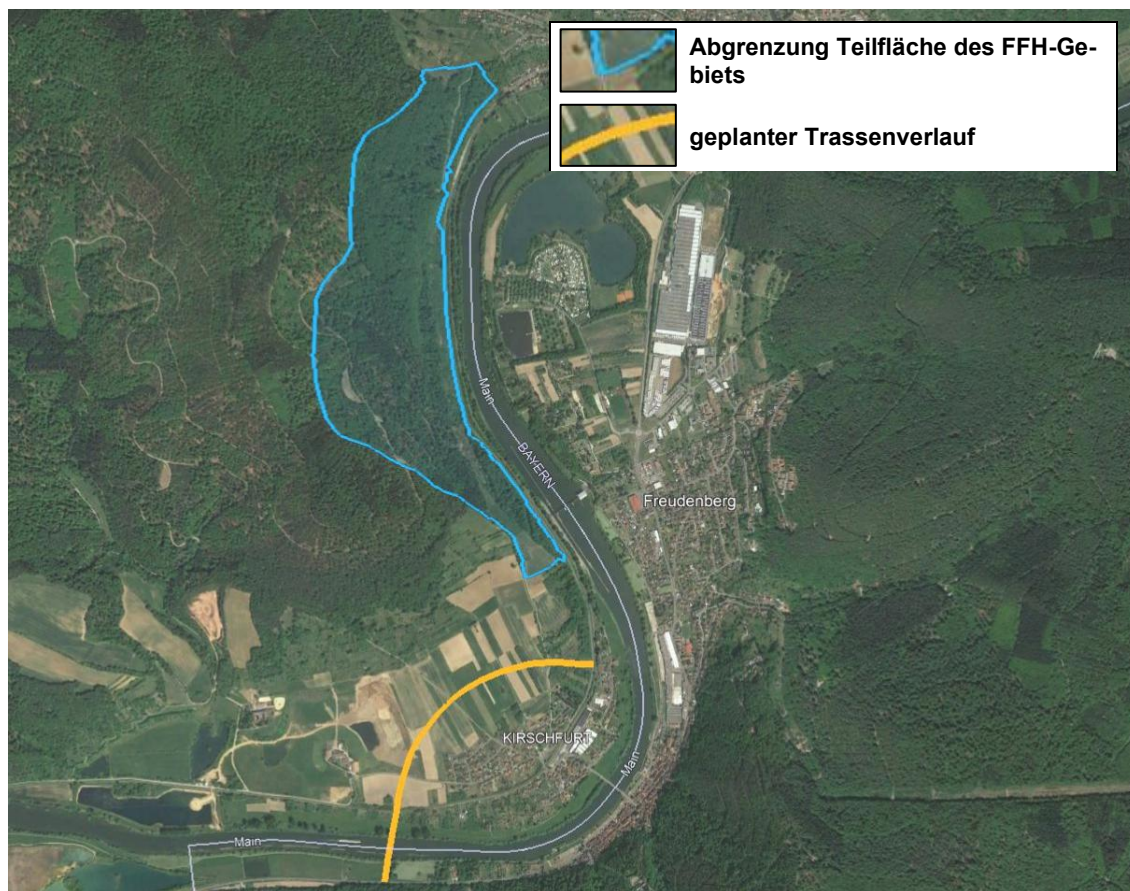 Abgrenzung Teilfläche des FFH-Ge-
biets
geplanter Trassenverlauf
Main
BAYERN
Freudenberg
KIRSCHFURT
Main
Main